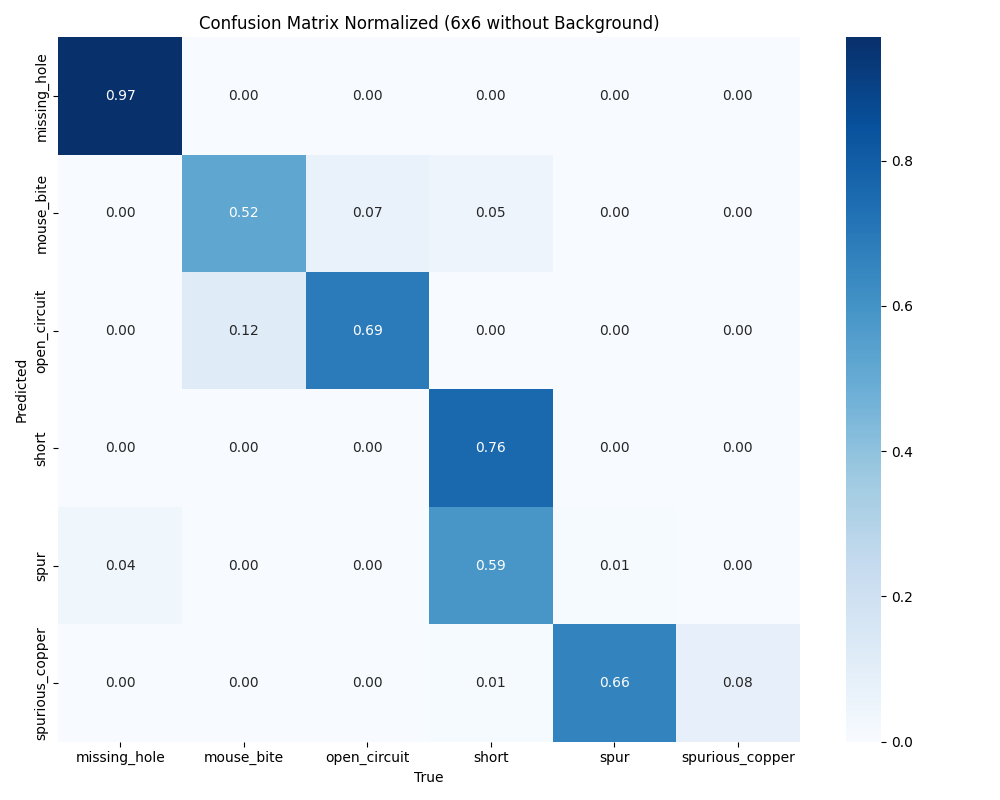 Confusion Matrix Normalized (6x6 without Background)
Predicted
missing_hole 0.97 0.00 0.00 0.00 0.00 0.00
mouse_bite 0.00 0.52 0.07 0.05 0.00 0.00
open_circuit 0.00 0.12 0.69 0.00 0.00 0.00
short 0.00 0.00 0.00 0.76 0.00 0.00
spur 0.04 0.00 0.00 0.59 0.01 0.00
spurious_copper 0.00 0.00 0.00 0.01 0.66 0.08
missing_hole mouse_bite open_circuit short spur spurious_copper
True
0.8
0.6
0.4
0.2
0.0